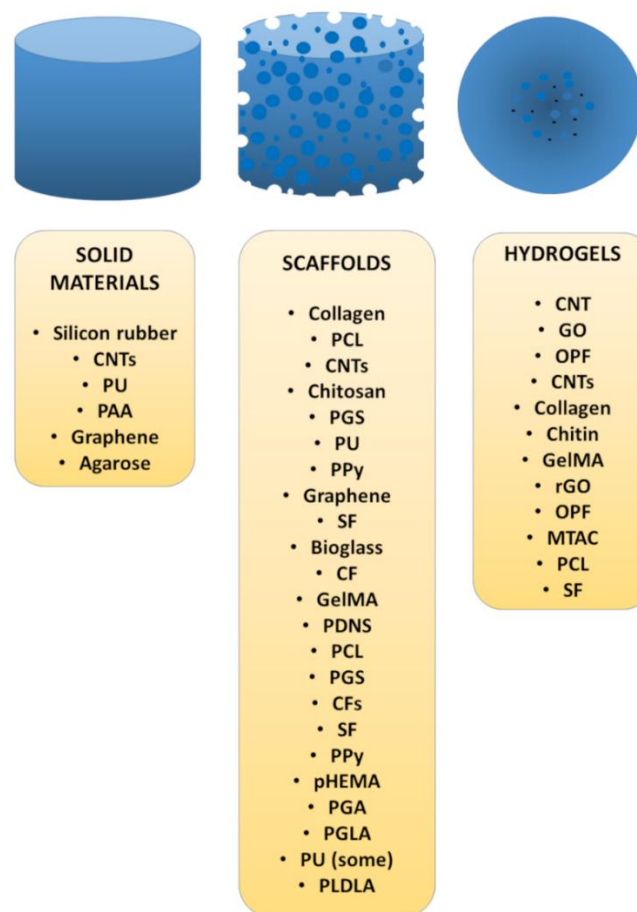 SOLID
MATERIALS
• Silicon rubber
• CNTs
• PU
• PAA
• Graphene
• Agarose
SCAFFOLDS
• Collagen
• PCL
• CNTs
• Chitosan
• PGS
• PU
• PPy
• Graphene
• SF
• Bioglass
• CF
• GelMA
• PDNS
• PCL
• PGS
• CFs
• SF
• PPy
• pHEMA
• PGA
• PGLA
• PU (some)
• PLDLA
HYDROGELS
• CNT
• GO
• OPF
• CNTs
• Collagen
• Chitin
• GelMA
• rGO
• OPF
• MTAC
• PCL
• SF